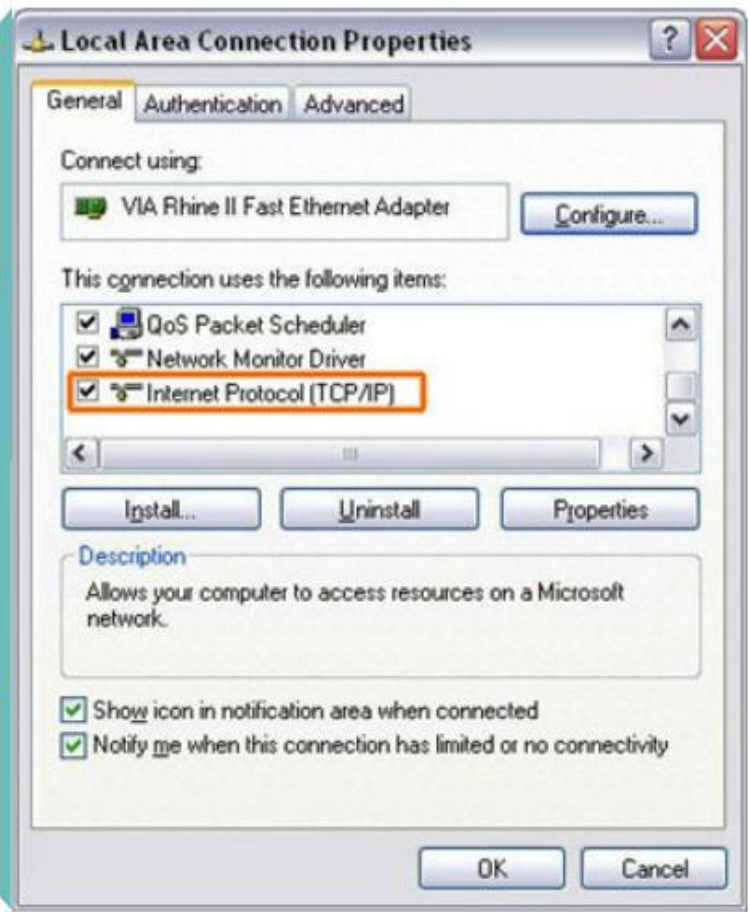 Local Area Connection Properties
General Authentication Advanced
Connect using:
VIA Rhine II Fast Ethernet Adapter
Configure...
This connection uses the following items:
QoS Packet Scheduler
Network Monitor Driver
Internet Protocol (TCP/IP)
Install... Uninstall Properties
Description
Allows your computer to access resources on a Microsoft
network.
Show icon in notification area when connected
Notify me when this connection has limited or no connectivity
OK Cancel